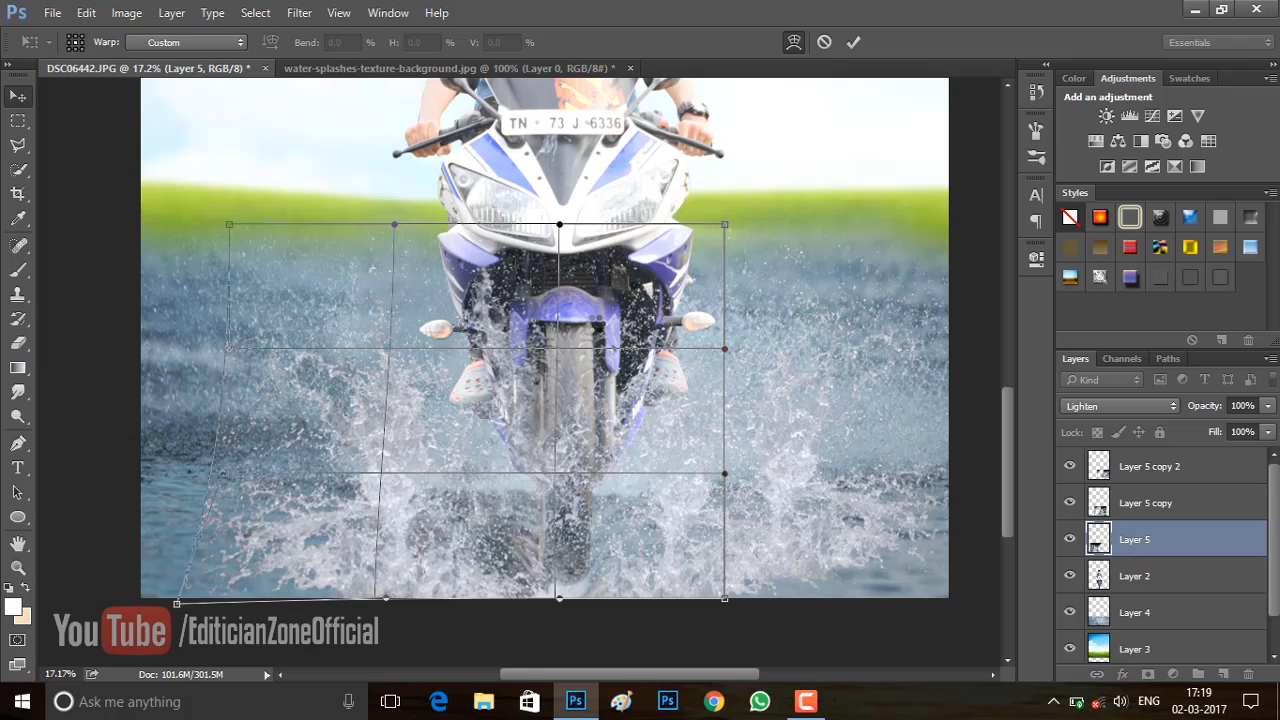 Ps File Edit Image Layer Type Select Filter View Window Help
Warp: Custom Bend: 0.0 % H: 0.0 % V: 0.0 % Essentials
DSC06442.JPG @ 17.2% (Layer 5, RGB/8) * × water-splashes-texture-background.jpg @ 100% (Layer 0, RGB/8#) * ×
Color Adjustments Swatches
Add an adjustment
TN 73 J 6336
Styles
Layers Channels Paths
Kind
Lighten Opacity: 100%
Lock: Fill: 100%
Layer 5 copy 2
Layer 5 copy
Layer 5
Layer 2
Layer 4
Layer 3
YouTube /EditicianZoneOfficial
17.17% Doc: 101.6M/301.5M
Ask me anything
ENG
17:19
02-03-2017